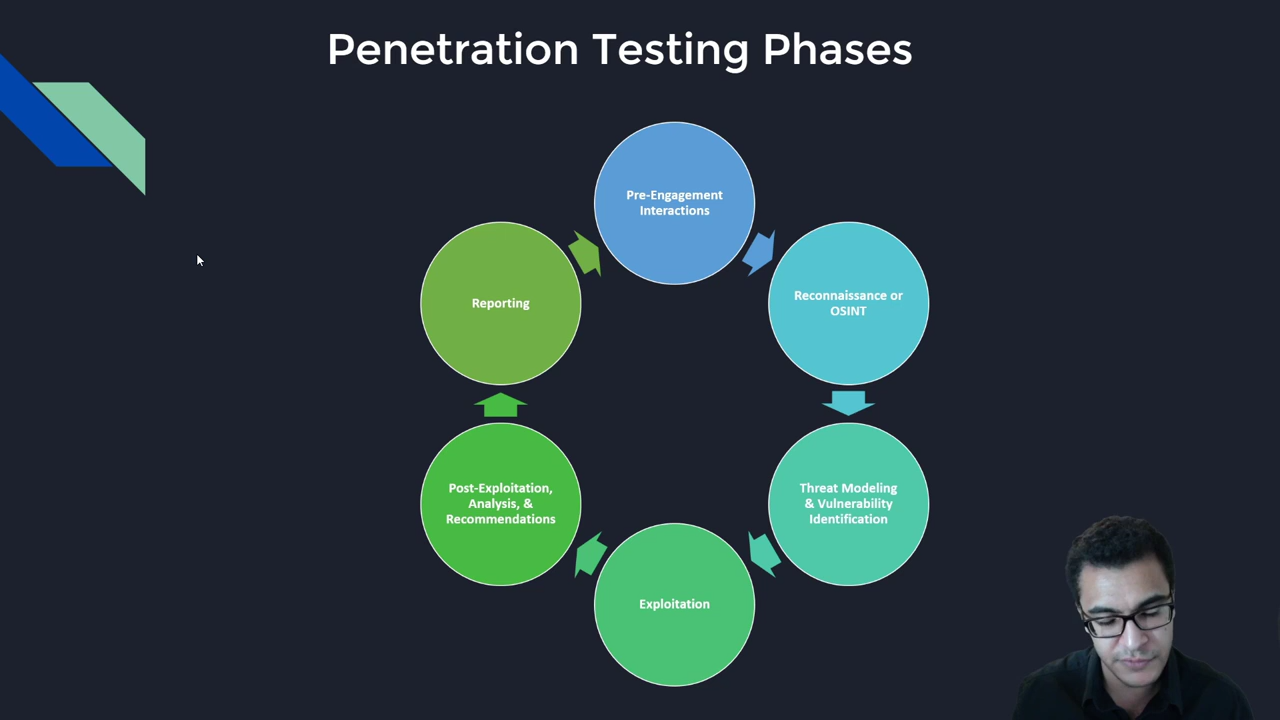 Penetration Testing Phases
Pre-Engagement
Interactions
Reconnaissance or
OSINT
Threat Modeling
& Vulnerability
Identification
Exploitation
Post-Exploitation,
Analysis, &
Recommendations
Reporting